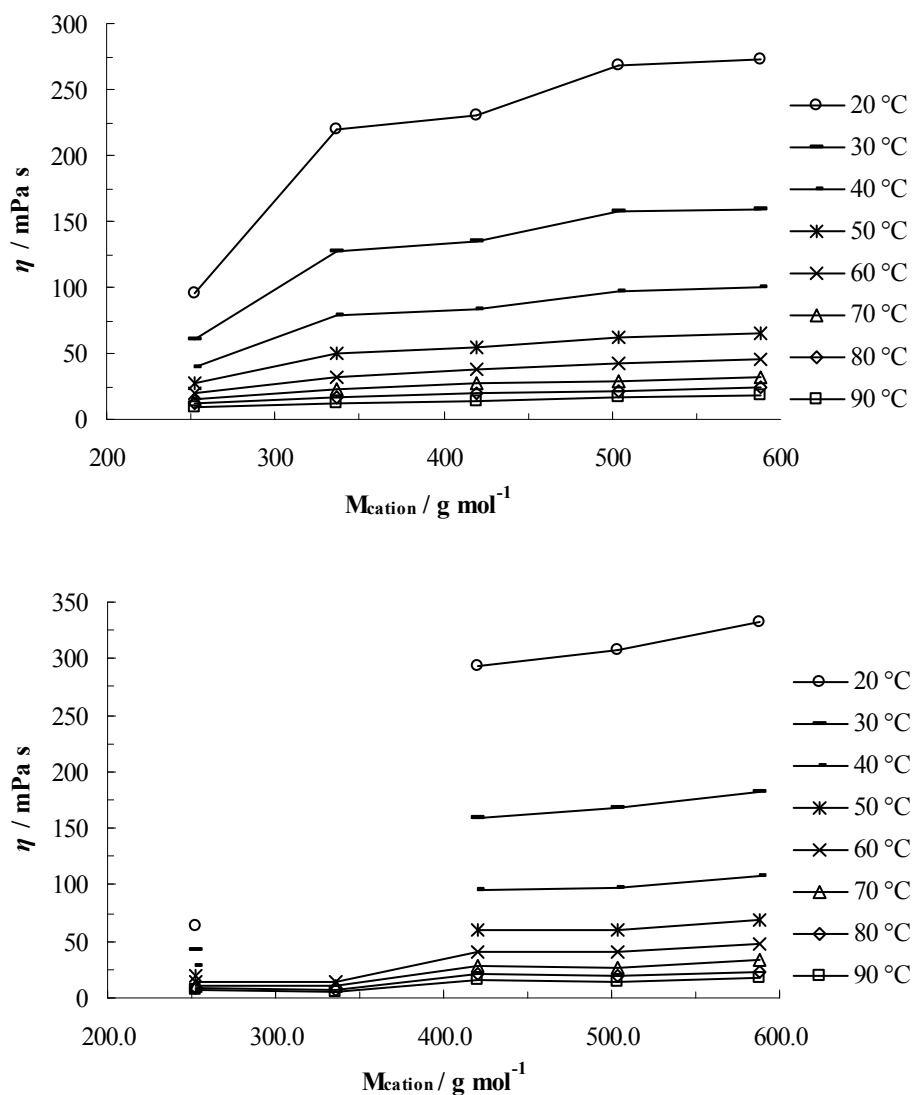 300
250
200
150
100
50
0
η / mPa s
200 300 400 500 600
Mcation / g mol-1
20 °C
30 °C
40 °C
50 °C
60 °C
70 °C
80 °C
90 °C
350
300
250
200
150
100
50
0
η / mPa s
200.0 300.0 400.0 500.0 600.0
Mcation / g mol-1
20 °C
30 °C
40 °C
50 °C
60 °C
70 °C
80 °C
90 °C